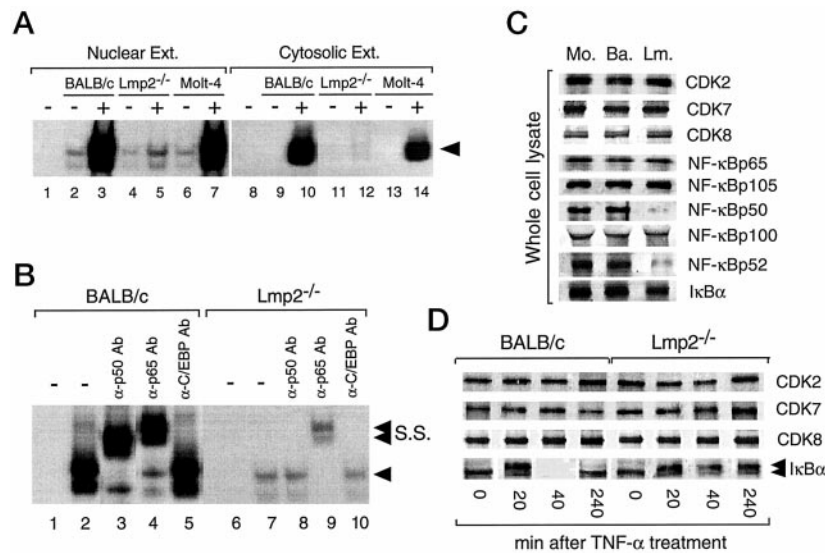 A
Nuclear Ext. Cytosolic Ext.
BALB/c Lmp2-/- Molt-4 BALB/c Lmp2-/- Molt-4
- - + - + - + - - + - + - +
1 2 3 4 5 6 7 8 9 10 11 12 13 14
B
BALB/c Lmp2-/-
- - α-p50 Ab α-p65 Ab α-C/EBP Ab - - α-p50 Ab α-p65 Ab α-C/EBP Ab
S.S.
1 2 3 4 5 6 7 8 9 10
C
Mo. Ba. Lm.
Whole cell lysate
CDK2
CDK7
CDK8
NF-κBp65
NF-κBp105
NF-κBp50
NF-κBp100
NF-κBp52
IκBα
D
BALB/c Lmp2-/-
CDK2
CDK7
CDK8
IκBα
0 20 40 240 0 20 40 240
min after TNF-α treatment